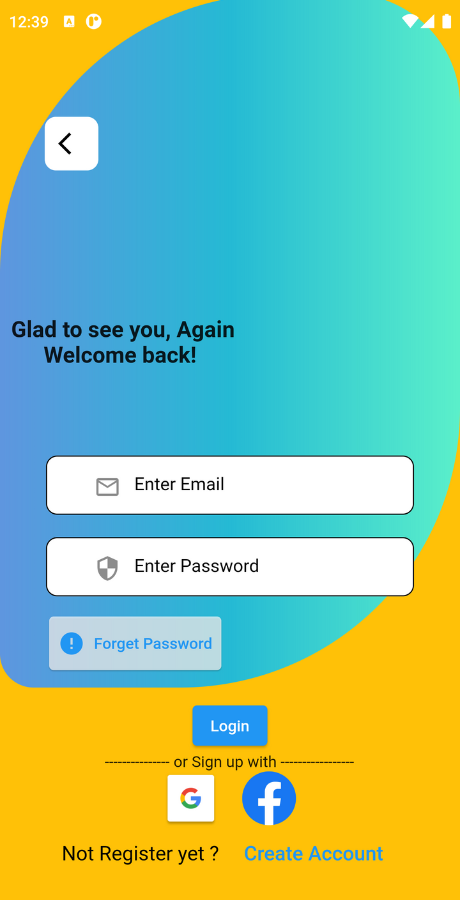 12:39
Glad to see you, Again
Welcome back!
Enter Email
Enter Password
Forget Password
Login
--------------- or Sign up with -----------------
Not Register yet ? Create Account